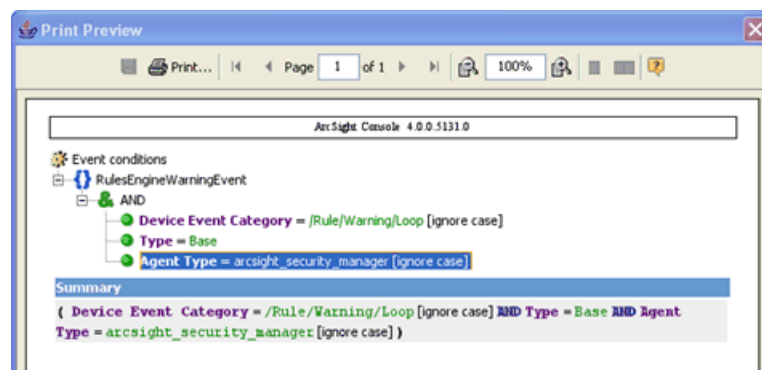 Print Preview
Print... Page 1 of 1 100%
ArcSight Console 4.0.0.5131.0
Event conditions
RulesEngineWarningEvent
AND
Device Event Category = /Rule/Warning/Loop [ignore case]
Type = Base
Agent Type = arcsight_security_manager [ignore case]
Summary
( Device Event Category = /Rule/Warning/Loop [ignore case] AND Type = Base AND Agent
Type = arcsight_security_manager [ignore case] )